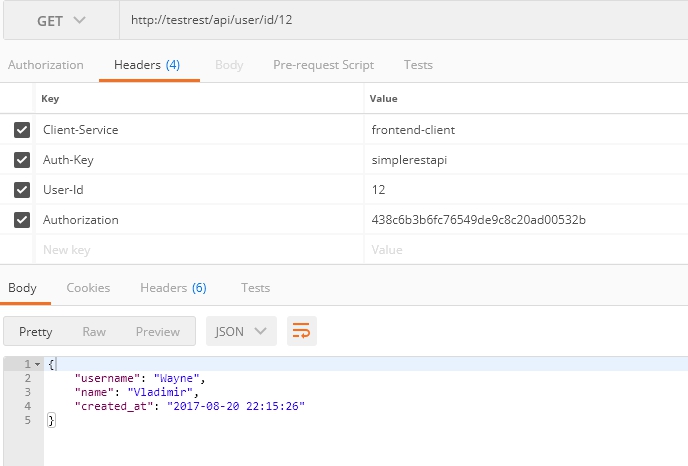 GET http://testrest/api/user/id/12
Authorization Headers (4) Body Pre-request Script Tests
Key Value
Client-Service frontend-client
Auth-Key simplerestapi
User-Id 12
Authorization 438c6b3b6fc76549de9c8c20ad00532b
New key Value
Body Cookies Headers (6) Tests
Pretty Raw Preview JSON
1 {
2 "username": "Wayne",
3 "name": "Vladimir",
4 "created_at": "2017-08-20 22:15:26"
5 }